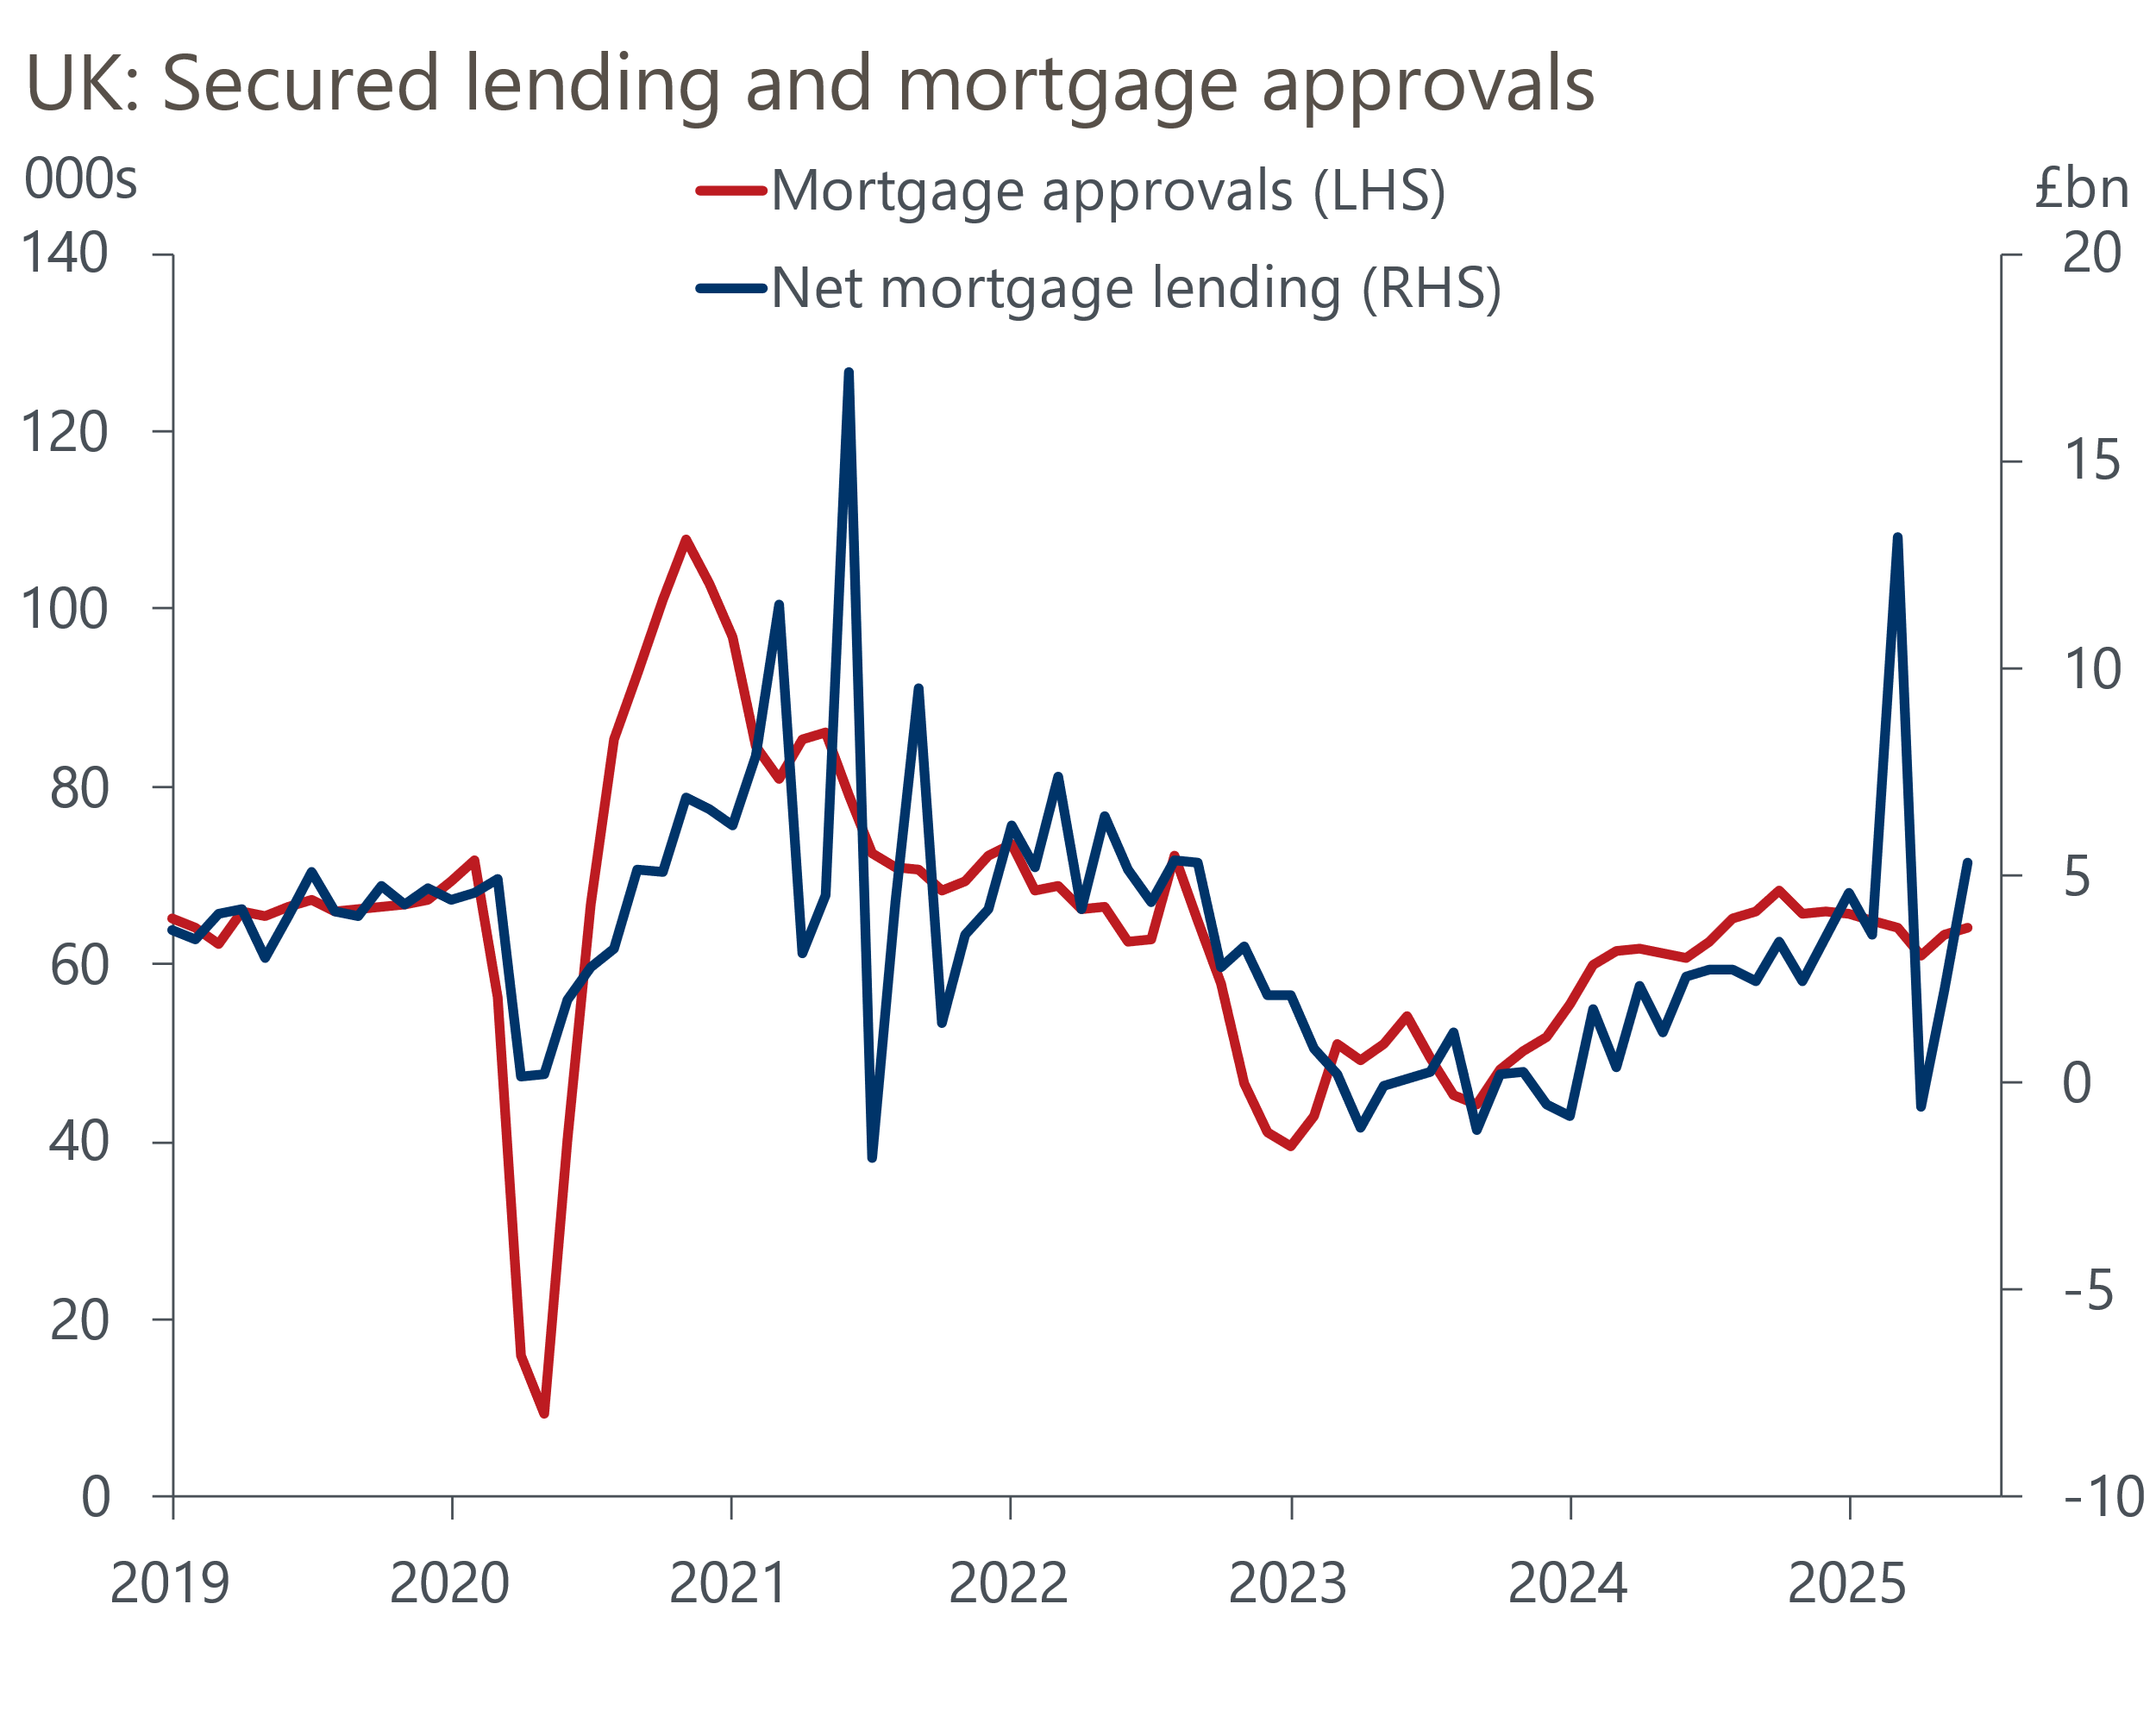 UK: Secured lending and mortgage approvals
000s
Mortgage approvals (LHS)
£bn
Net mortgage lending (RHS)
140
120
100
80
60
40
20
0
20
15
10
5
0
-5
-10
2019 2020 2021 2022 2023 2024 2025